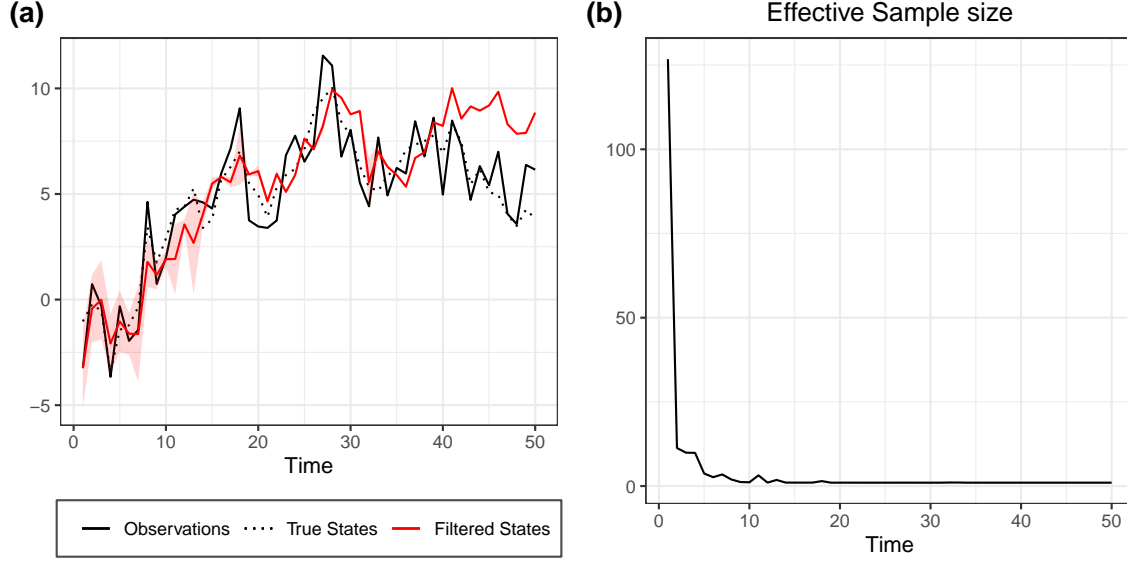 (a)
10
5
0
−5
0 10 20 30 40 50
Time
Observations True States Filtered States
(b) Effective Sample size
100
50
0
0 10 20 30 40 50
Time